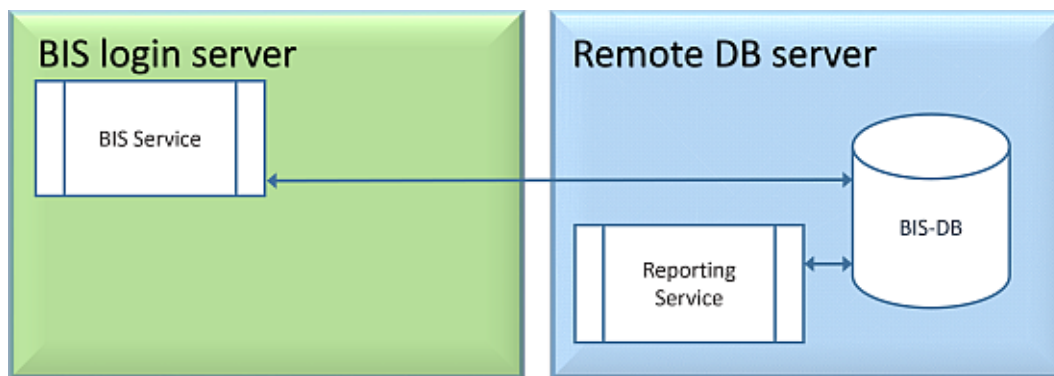 BIS login server
Remote DB server
BIS Service
BIS-DB
Reporting
Service